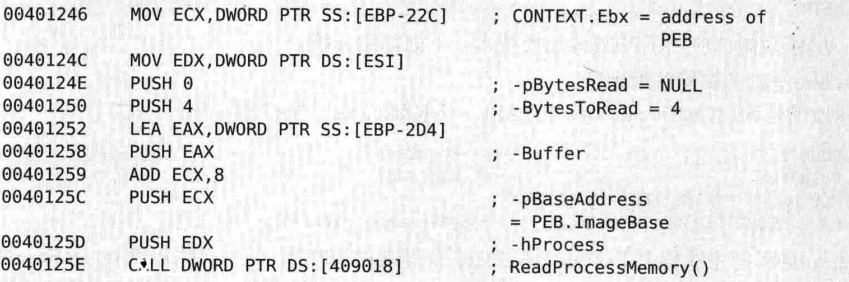 00401246 MOV ECX,DWORD PTR SS:[EBP-22C] ; CONTEXT.Ebx = address of
PEB
0040124C MOV EDX,DWORD PTR DS:[ESI]
0040124E PUSH 0 ; -pBytesRead = NULL
00401250 PUSH 4 ; -BytesToRead = 4
00401252 LEA EAX,DWORD PTR SS:[EBP-2D4]
00401258 PUSH EAX ; -Buffer
00401259 ADD ECX,8
0040125C PUSH ECX ; -pBaseAddress
= PEB.ImageBase
0040125D PUSH EDX ; -hProcess
0040125E CALL DWORD PTR DS:[409018] ; ReadProcessMemory()